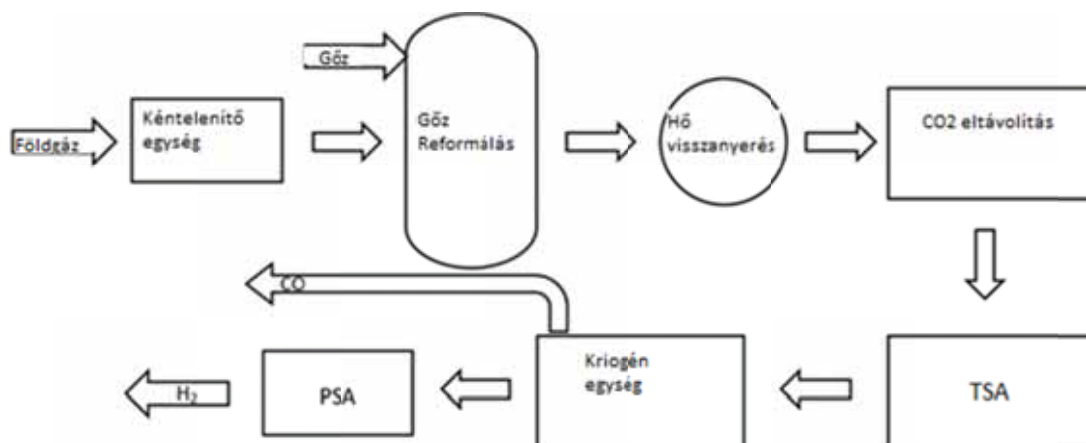 Gőz
Földgáz
Kéntelenítő
egység
Gőz
Reformálás
Hő
visszanyerés
CO2 eltávolítás
CO
H₂
PSA
Kriogén
egység
TSA